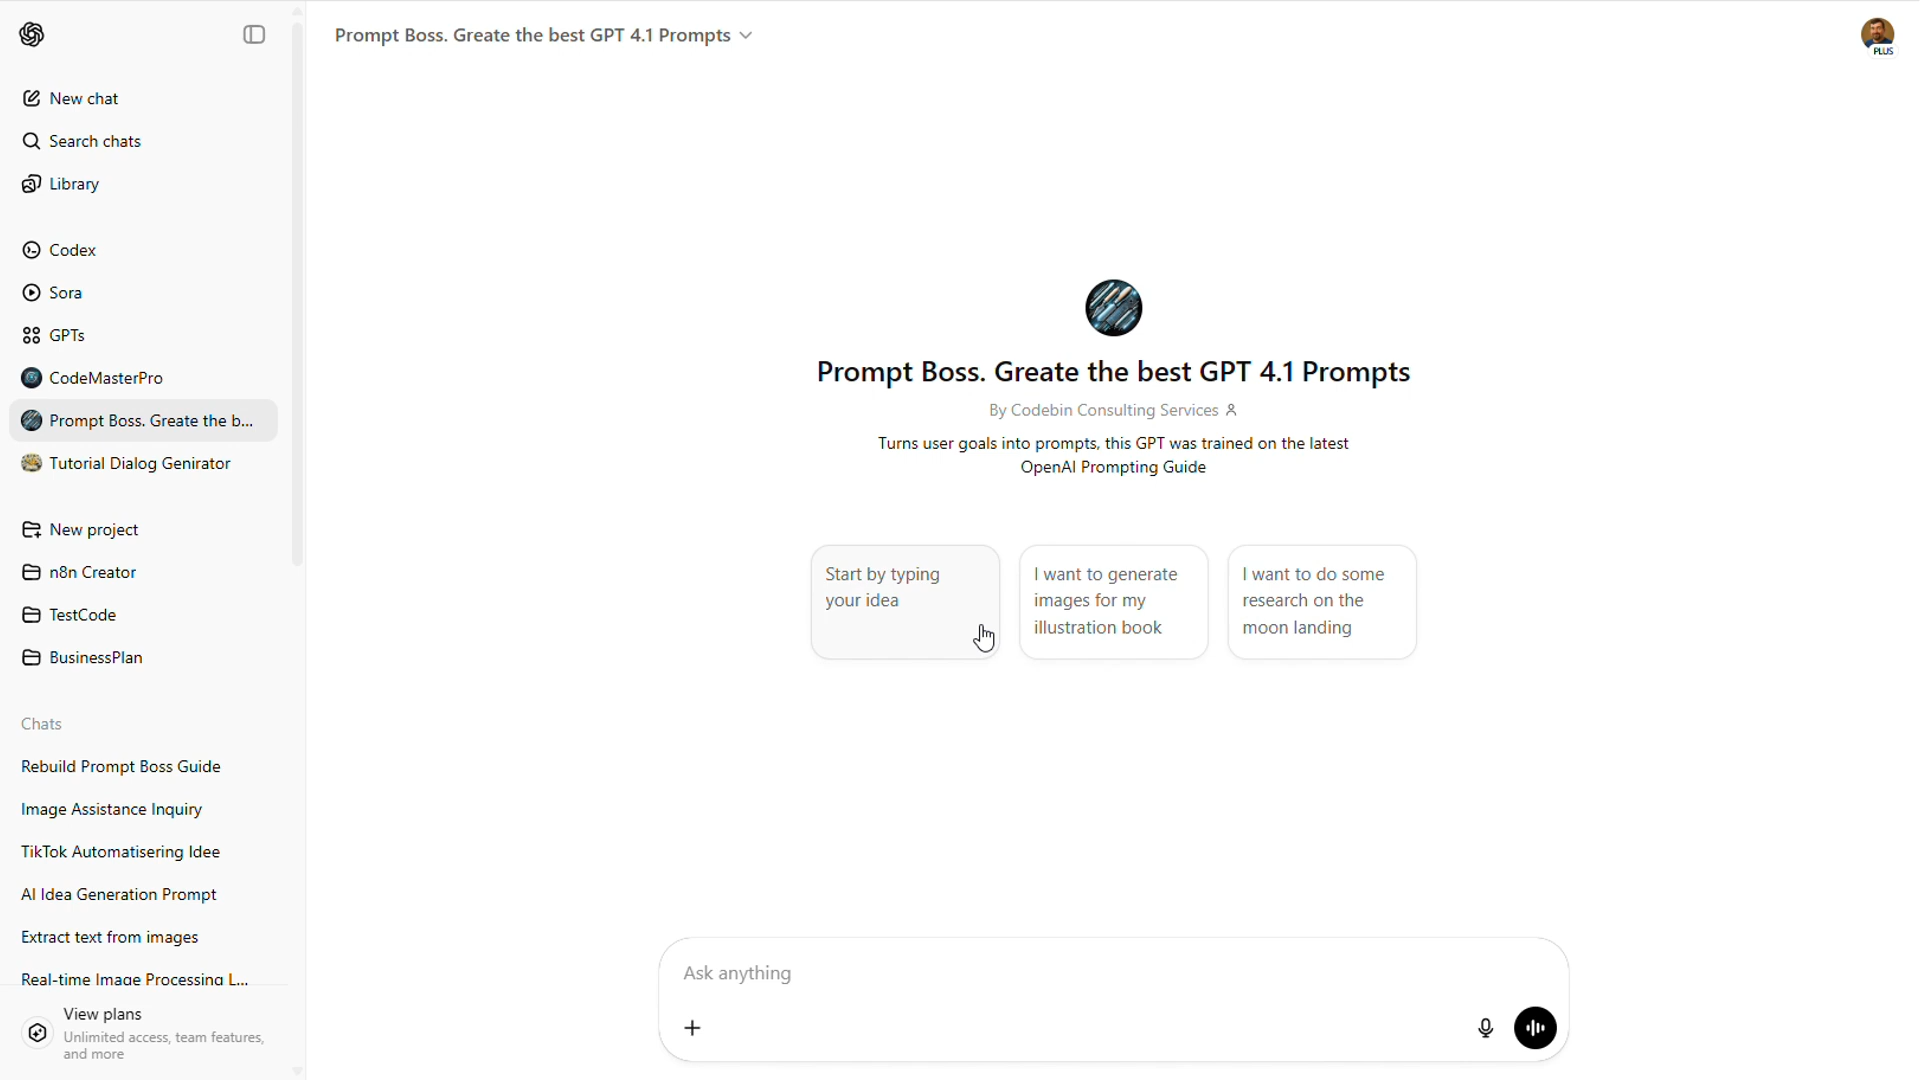 Prompt Boss. Greate the best GPT 4.1 Prompts
PLUS
New chat
Search chats
Library
Codex
Sora
GPTs
CodeMasterPro
Prompt Boss. Greate the b...
Tutorial Dialog Genirator
New project
n8n Creator
TestCode
BusinessPlan
Chats
Rebuild Prompt Boss Guide
Image Assistance Inquiry
TikTok Automatisering Idee
AI Idea Generation Prompt
Extract text from images
Real-time Image Processing L...
View plans
Unlimited access, team features,
and more
Prompt Boss. Greate the best GPT 4.1 Prompts
By Codebin Consulting Services
Turns user goals into prompts, this GPT was trained on the latest
OpenAI Prompting Guide
Start by typing
your idea
I want to generate
images for my
illustration book
I want to do some
research on the
moon landing
Ask anything